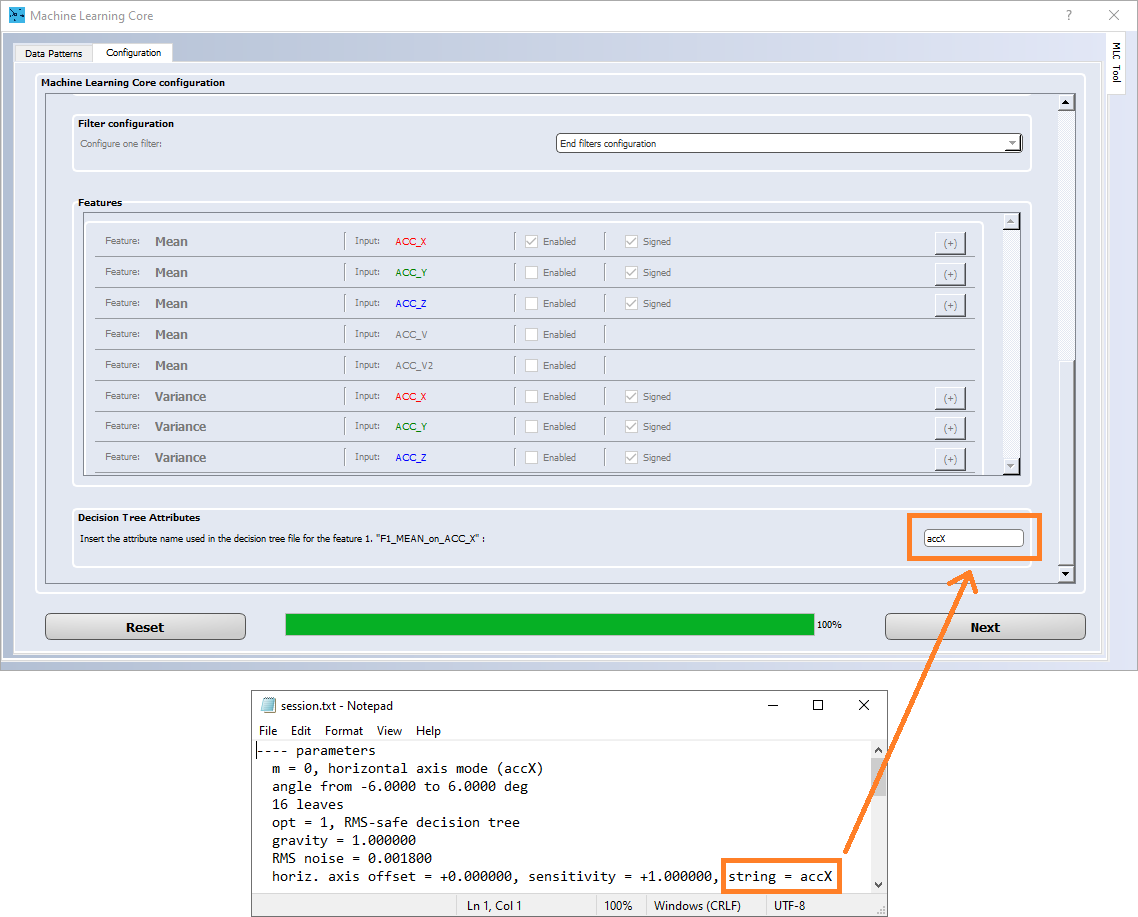 Machine Learning Core
?
Data Patterns
Configuration
MLC Tool
Machine Learning Core configuration
Filter configuration
Configure one filter:
End filters configuration
Features
Feature: Mean Input: ACC_X Enabled Signed (+)
Feature: Mean Input: ACC_Y Enabled Signed (+)
Feature: Mean Input: ACC_Z Enabled Signed (+)
Feature: Mean Input: ACC_V Enabled
Feature: Mean Input: ACC_V2 Enabled
Feature: Variance Input: ACC_X Enabled Signed (+)
Feature: Variance Input: ACC_Y Enabled Signed (+)
Feature: Variance Input: ACC_Z Enabled Signed (+)
Decision Tree Attributes
Insert the attribute name used in the decision tree file for the feature 1. "F1_MEAN_on_ACC_X" :
accX
Reset
100%
Next
session.txt - Notepad
File Edit Format View Help
---- parameters
m = 0, horizontal axis mode (accX)
angle from -6.0000 to 6.0000 deg
16 leaves
opt = 1, RMS-safe decision tree
gravity = 1.000000
RMS noise = 0.001800
horiz. axis offset = +0.000000, sensitivity = +1.000000, string = accX
Ln 1, Col 1 100% Windows (CRLF) UTF-8